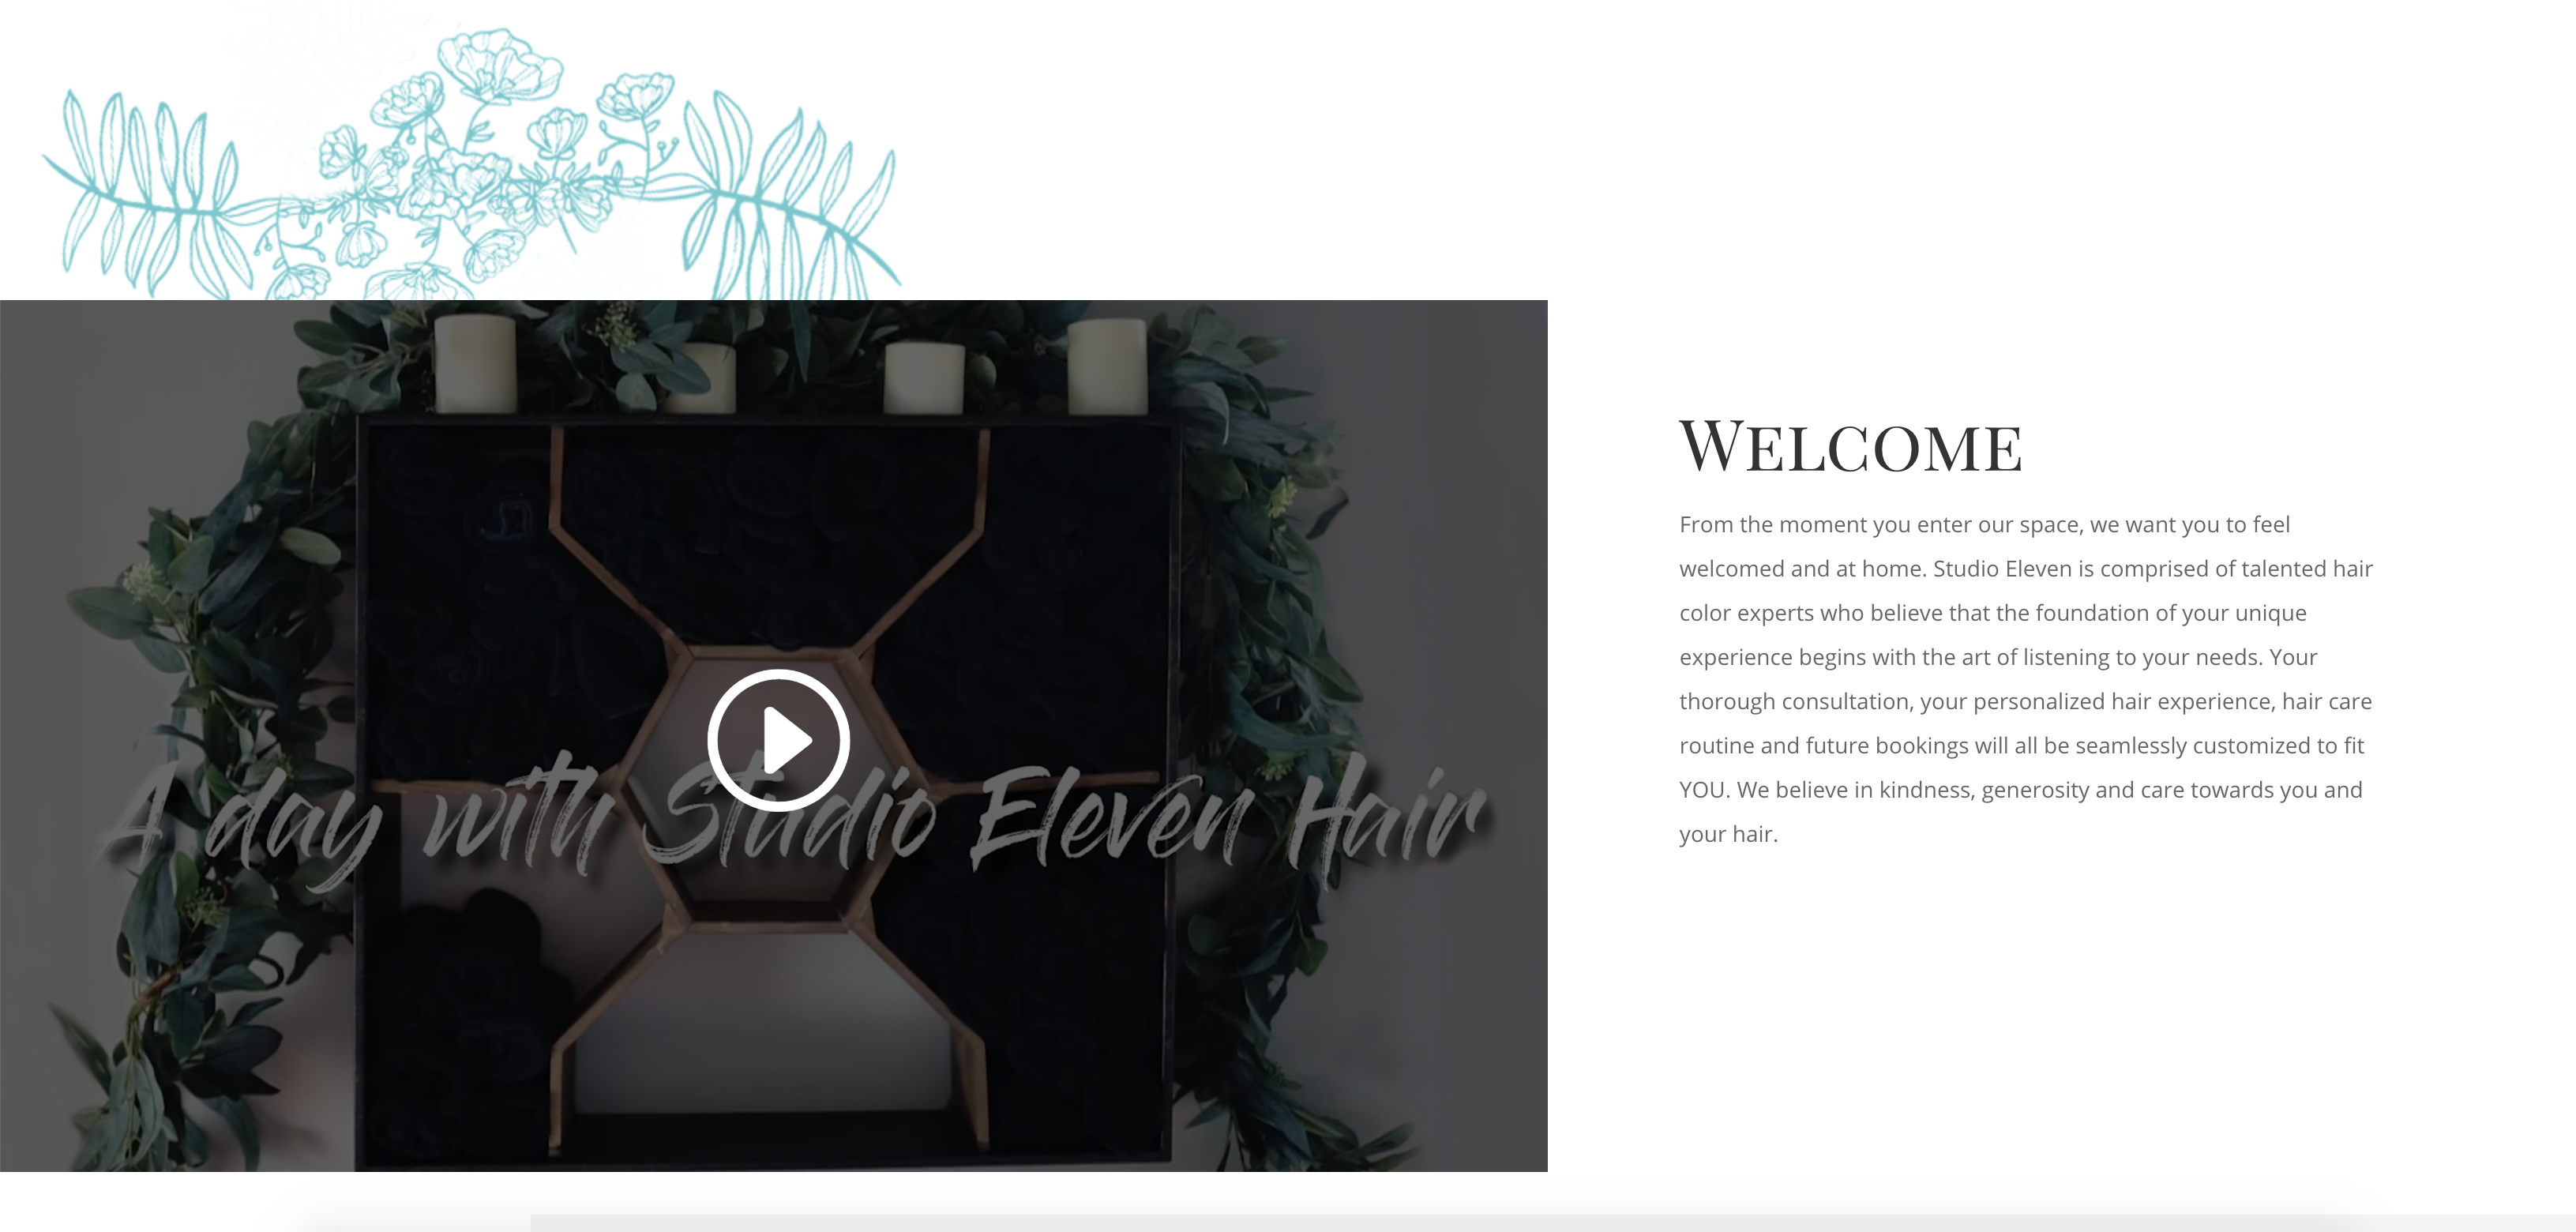 A day with Studio Eleven Hair
WELCOME
From the moment you enter our space, we want you to feel
welcomed and at home. Studio Eleven is comprised of talented hair
color experts who believe that the foundation of your unique
experience begins with the art of listening to your needs. Your
thorough consultation, your personalized hair experience, hair care
routine and future bookings will all be seamlessly customized to fit
YOU. We believe in kindness, generosity and care towards you and
your hair.